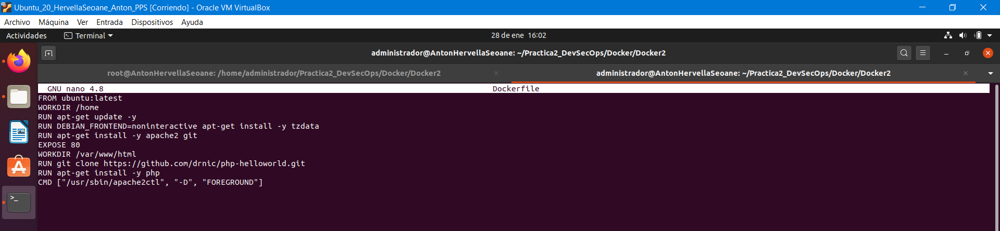 Ubuntu_20_HervellaSeoane_Anton_PPS [Corriendo] - Oracle VM VirtualBox
Archivo Máquina Ver Entrada Dispositivos Ayuda
Actividades Terminal 28 de ene 16:02
administrador@AntonHervellaSeoane: ~/Practica2_DevSecOps/Docker/Docker2
root@AntonHervellaSeoane: /home/administrador/Practica2_DevSecOps/Docker/Docker2 administrador@AntonHervellaSeoane: ~/Practica2_DevSecOps/Docker/Docker2
GNU nano 4.8 Dockerfile
FROM ubuntu:latest
WORKDIR /home
RUN apt-get update -y
RUN DEBIAN_FRONTEND=noninteractive apt-get install -y tzdata
RUN apt-get install -y apache2 git
EXPOSE 80
WORKDIR /var/www/html
RUN git clone https://github.com/drnic/php-helloworld.git
RUN apt-get install -y php
CMD ["/usr/sbin/apache2ctl", "-D", "FOREGROUND"]